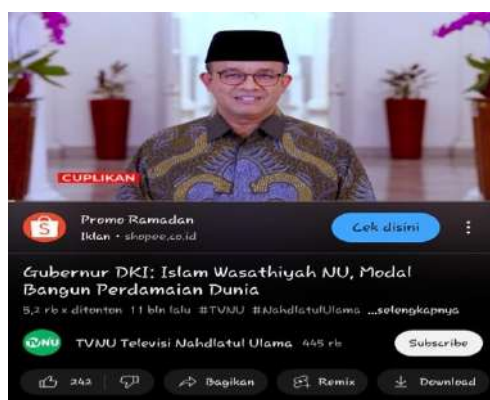 CUPLIKAN
Promo Ramadan
Iklan • shopee.co.id
Cek disini
Gubernur DKI: Islam Wasathiyah NU, Modal
Bangun Perdamaian Dunia
5,2 rb x ditonton 11 bln lalu #TVNU #NahdlatulUlama ...selengkapnya
TVNU
TVNU Televisi Nahdlatul Ulama 445 rb
Subscribe
242
Bagikan
Remix
Download